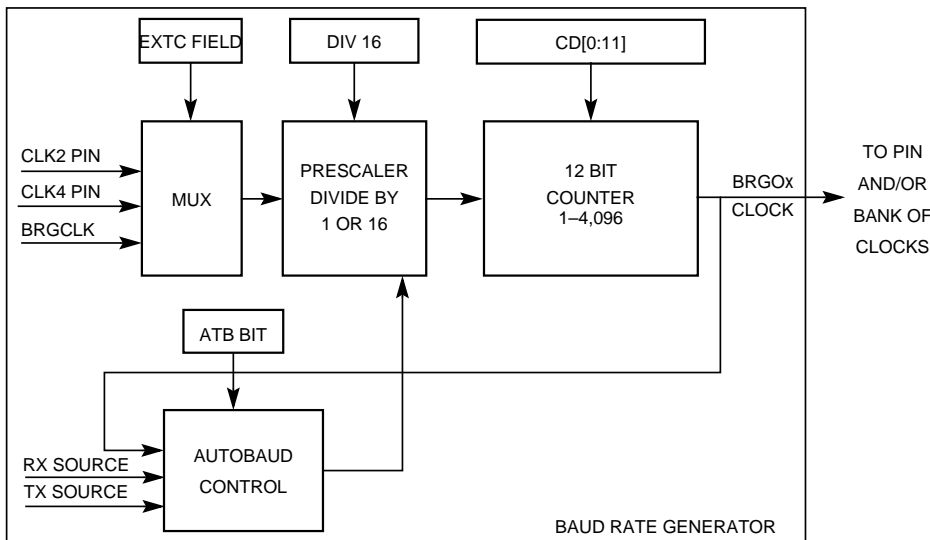 EXTC FIELD
DIV 16
CD[0:11]
CLK2 PIN
CLK4 PIN
BRGCLK
MUX
PRESCALER
DIVIDE BY
1 OR 16
12 BIT
COUNTER
1–4,096
BRGOx
CLOCK
TO PIN
AND/OR
BANK OF
CLOCKS
ATB BIT
RX SOURCE
TX SOURCE
AUTOBAUD
CONTROL
BAUD RATE GENERATOR